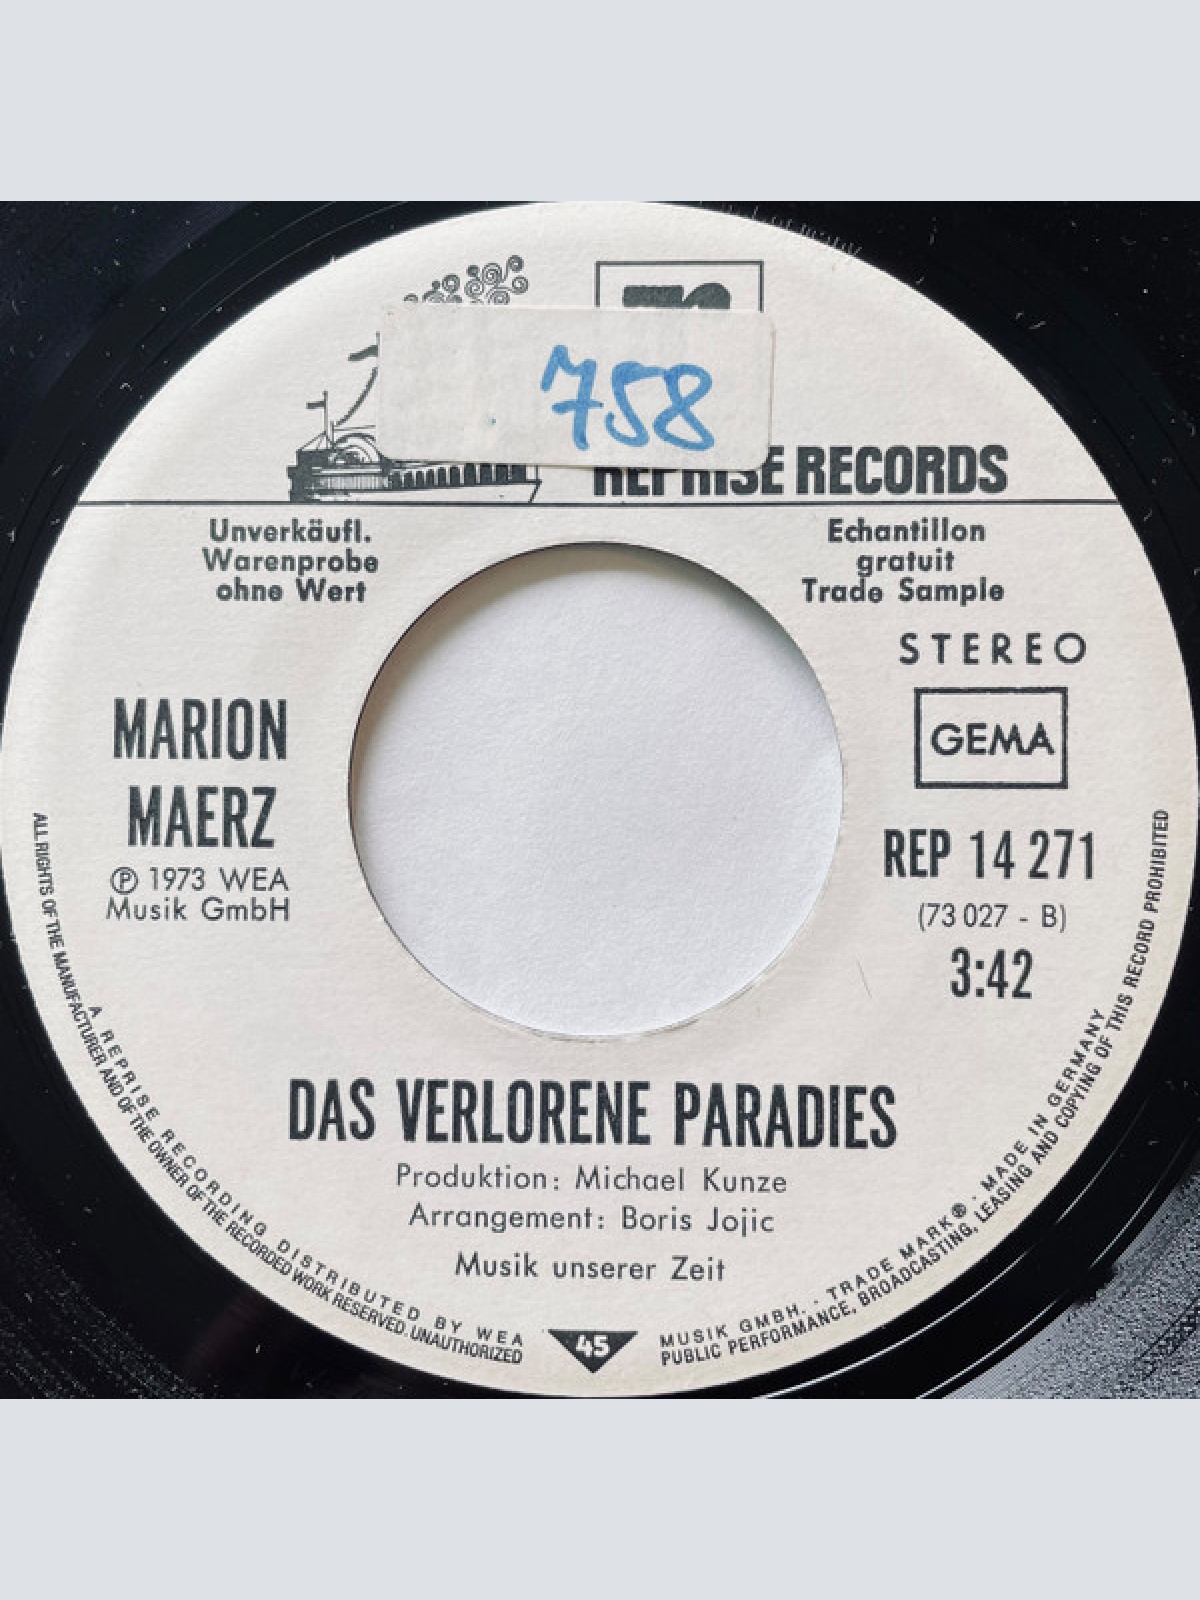 758
REPRISE RECORDS
Unverkäufl.
Warenprobe
ohne Wert
Echantillon
gratuit
Trade Sample
STEREO
GEMA
MARION
MAERZ
℗ 1973 WEA
Musik GmbH
REP 14 271
(73 027 - B)
3:42
DAS VERLORENE PARADIES
Produktion: Michael Kunze
Arrangement: Boris Jojic
Musik unserer Zeit
45
A REPRISE RECORDING DISTRIBUTED BY WEA MUSIK GMBH. · TRADE MARK ® · MADE IN GERMANY
ALL RIGHTS OF THE MANUFACTURER AND OF THE OWNER OF THE RECORDED WORK RESERVED. UNAUTHORIZED PUBLIC PERFORMANCE, BROADCASTING, LEASING AND COPYING OF THIS RECORD PROHIBITED